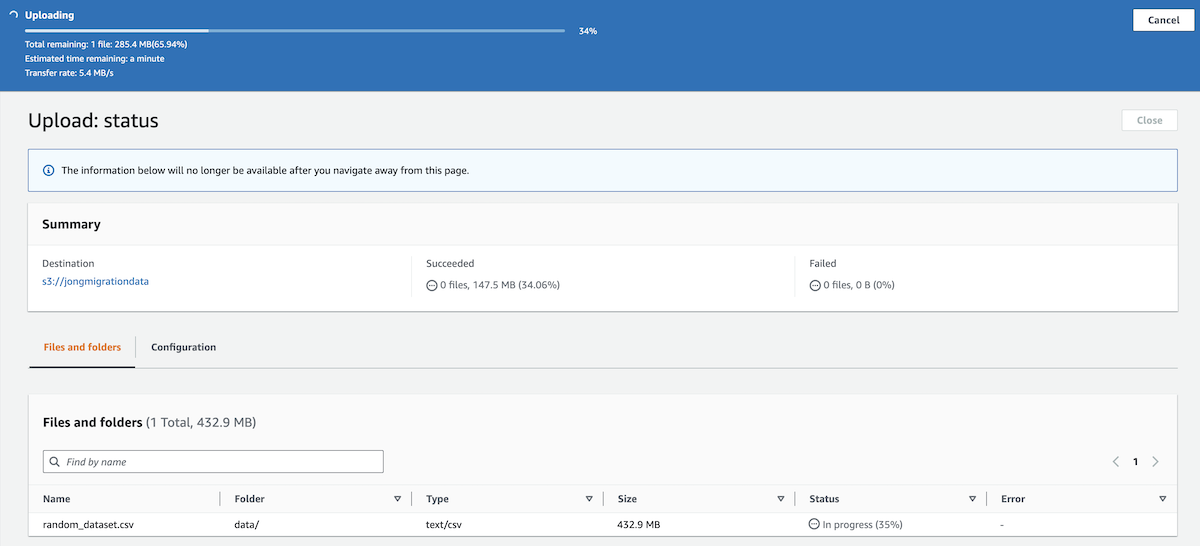 Uploading
Cancel
34%
Total remaining: 1 file: 285.4 MB(65.94%)
Estimated time remaining: a minute
Transfer rate: 5.4 MB/s
Upload: status
Close
The information below will no longer be available after you navigate away from this page.
Summary
Destination
s3://jongmigrationdata
Succeeded
0 files, 147.5 MB (34.06%)
Failed
0 files, 0 B (0%)
Files and folders
Configuration
Files and folders (1 Total, 432.9 MB)
Find by name
1
Name Folder Type Size Status Error
random_dataset.csv data/ text/csv 432.9 MB In progress (35%) -